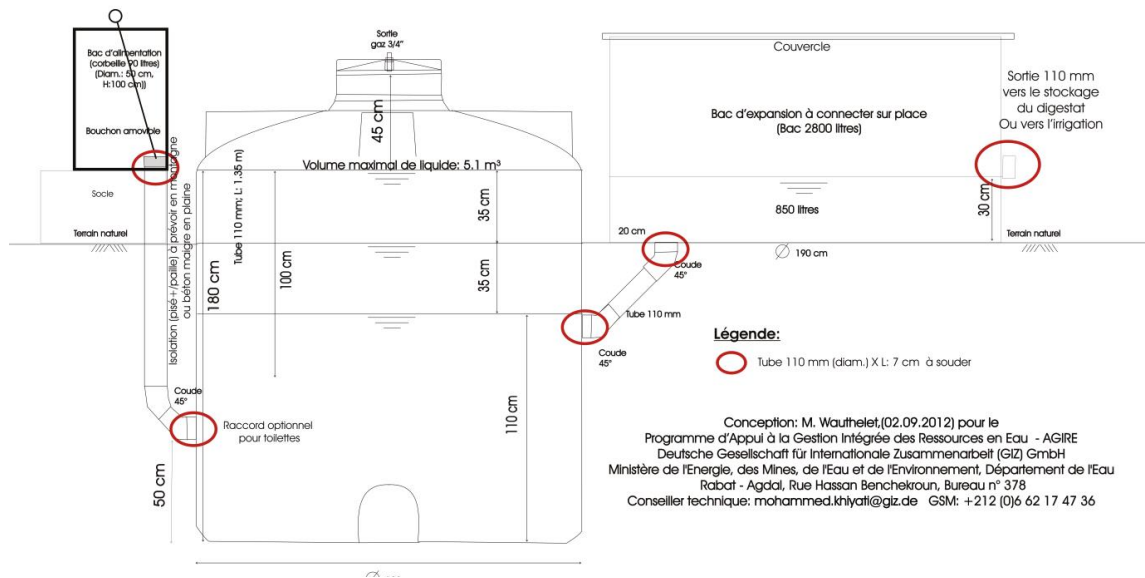 Bac d'alimentation
(corbeille 90 litres)
(Diam.: 50 cm,
H:100 cm))
Bouchon amovible
Socle
Terrain naturel
Isolation (pisé+/paille) à prévoir en montagne
ou béton maigre en plaine
Coude
45°
50 cm
Raccord optionnel
pour toilettes
Sortie
gaz 3/4"
45 cm
Volume maximal de liquide: 5.1 m³
Tube 110 mm; L: 1.35 m)
180 cm
100 cm
35 cm
35 cm
110 cm
Couvercle
Bac d'expansion à connecter sur place
(Bac 2800 litres)
850 litres
30 cm
20 cm
190 cm
Coude
45°
Tube 110 mm
Coude
45°
Sortie 110 mm
vers le stockage
du digestat
Ou vers l'irrigation
Terrain naturel
Légende:
Tube 110 mm (diam.) X L: 7 cm à souder
Conception: M. Wauthelet,(02.09.2012) pour le
Programme d'Appui à la Gestion Intégrée des Ressources en Eau - AGIRE
Deutsche Gesellschaft für Internationale Zusammenarbeit (GIZ) GmbH
Ministère de l'Energie, des Mines, de l'Eau et de l'Environnement, Département de l'Eau
Rabat - Agdal, Rue Hassan Benchekroun, Bureau n° 378
Conseiller technique: mohammed.khiyati@giz.de GSM: +212 (0)6 62 17 47 36